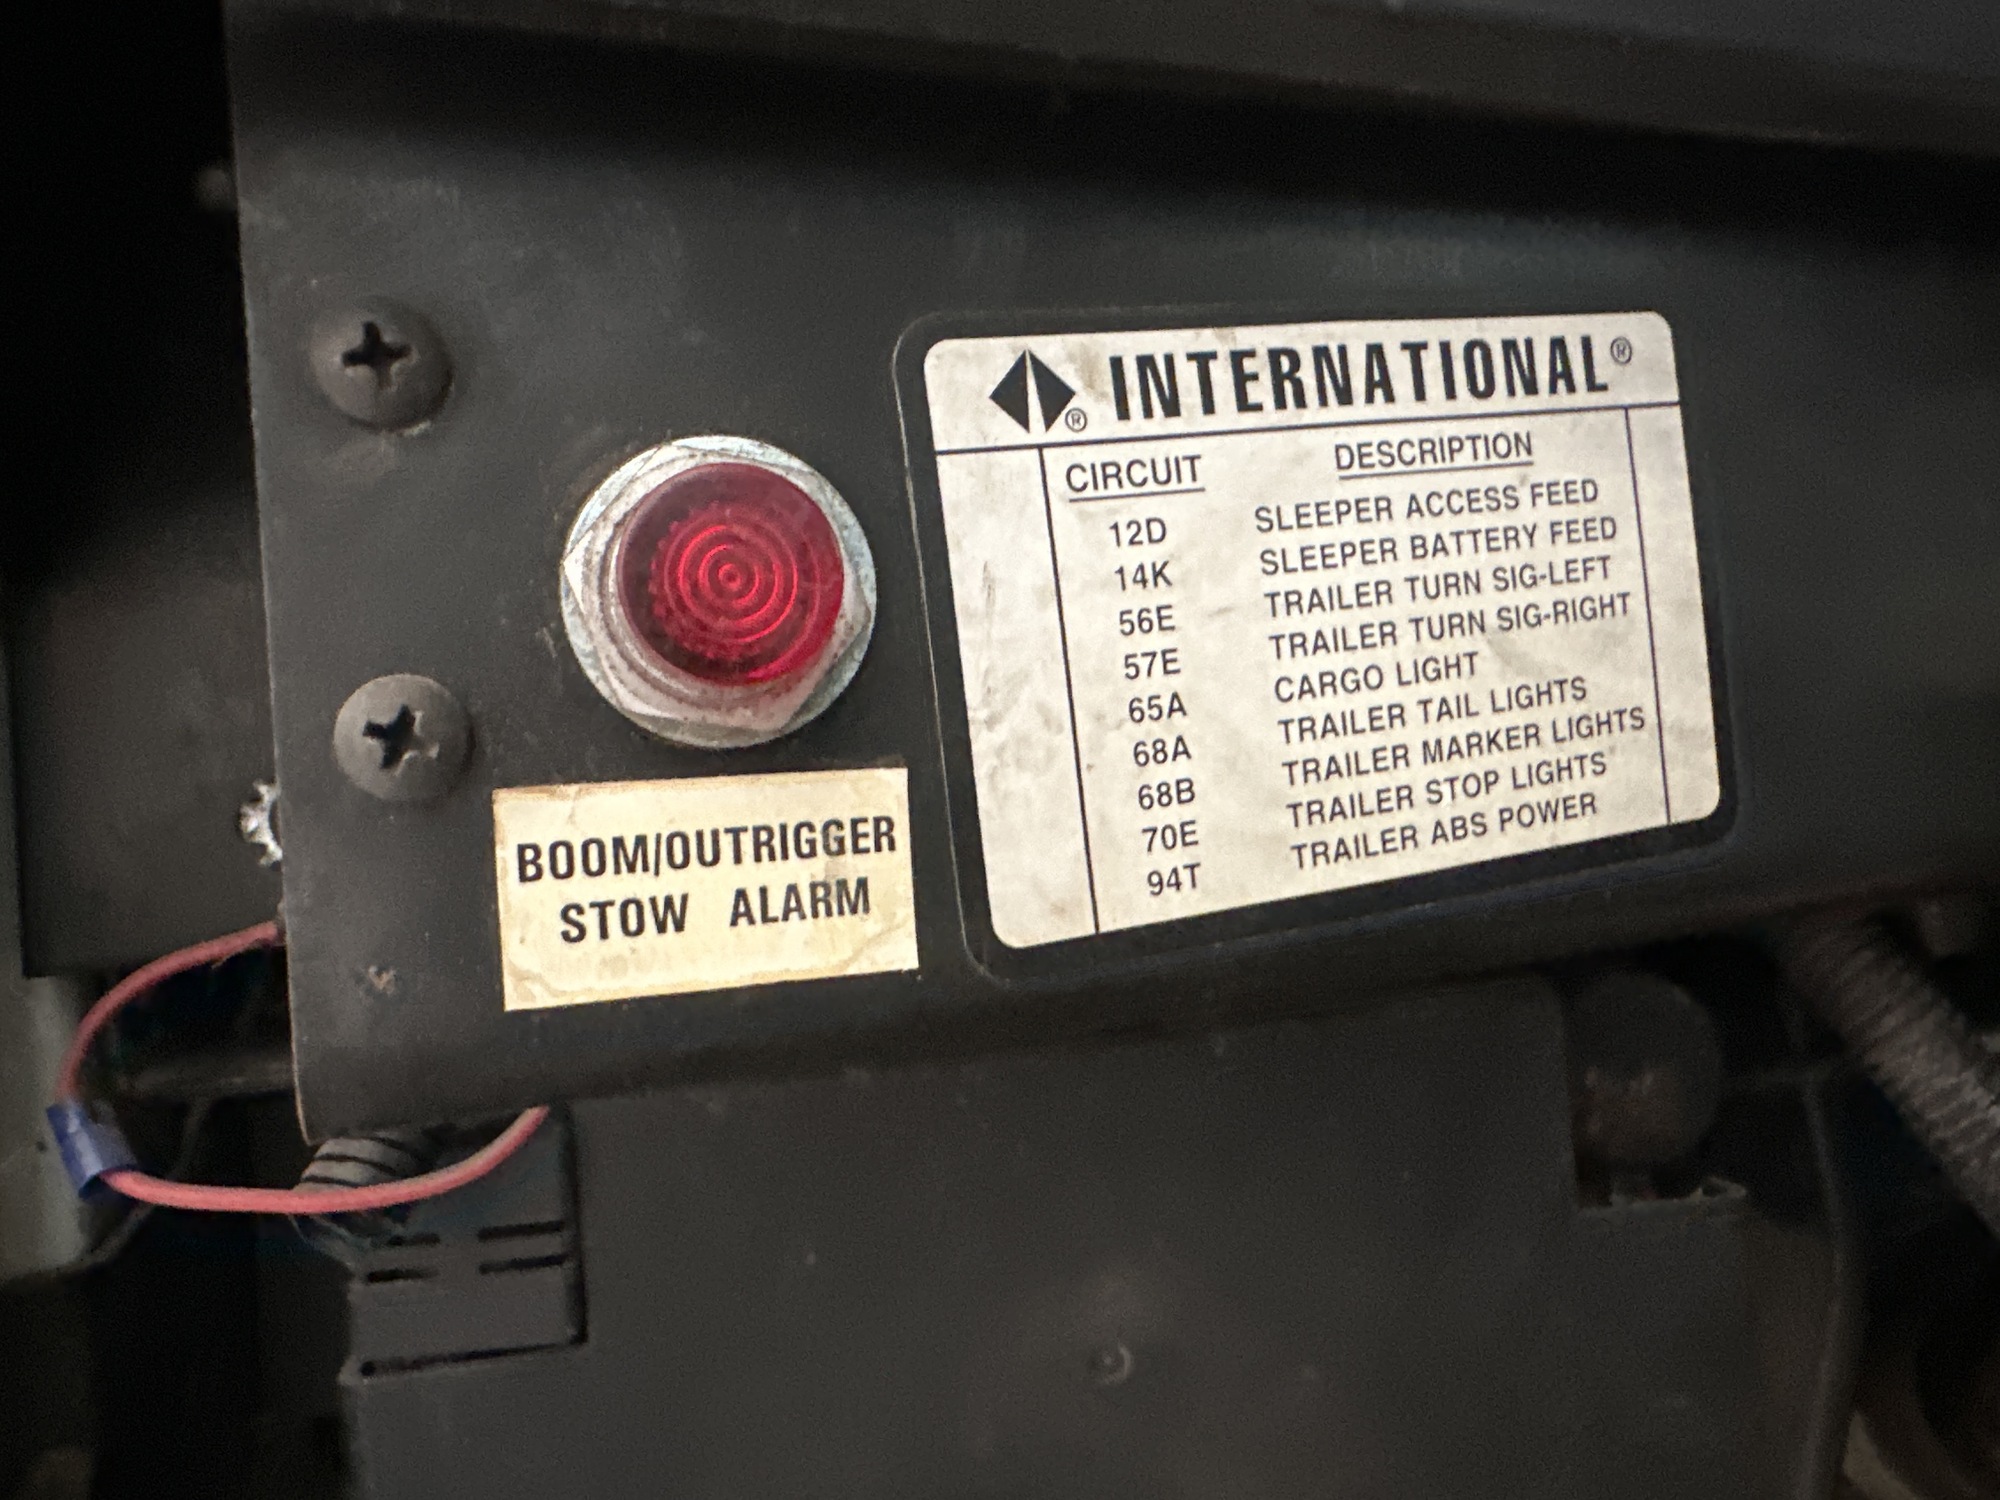 INTERNATIONAL®
®
CIRCUIT DESCRIPTION
12D SLEEPER ACCESS FEED
14K SLEEPER BATTERY FEED
56E TRAILER TURN SIG-LEFT
57E TRAILER TURN SIG-RIGHT
65A CARGO LIGHT
68A TRAILER TAIL LIGHTS
68B TRAILER MARKER LIGHTS
70E TRAILER STOP LIGHTS
94T TRAILER ABS POWER
BOOM/OUTRIGGER
STOW ALARM